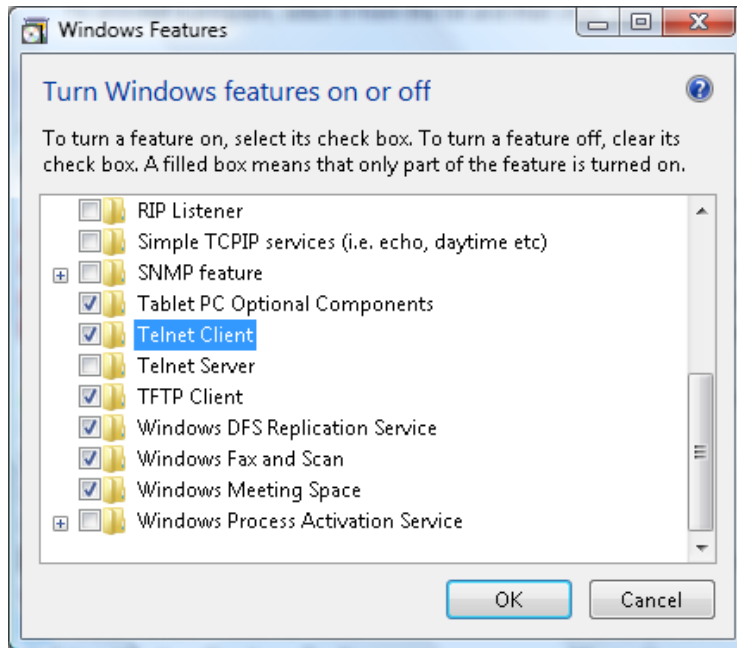 Windows Features
Turn Windows features on or off
To turn a feature on, select its check box. To turn a feature off, clear its
check box. A filled box means that only part of the feature is turned on.
RIP Listener
Simple TCPIP services (i.e. echo, daytime etc)
SNMP feature
Tablet PC Optional Components
Telnet Client
Telnet Server
TFTP Client
Windows DFS Replication Service
Windows Fax and Scan
Windows Meeting Space
Windows Process Activation Service
OK Cancel